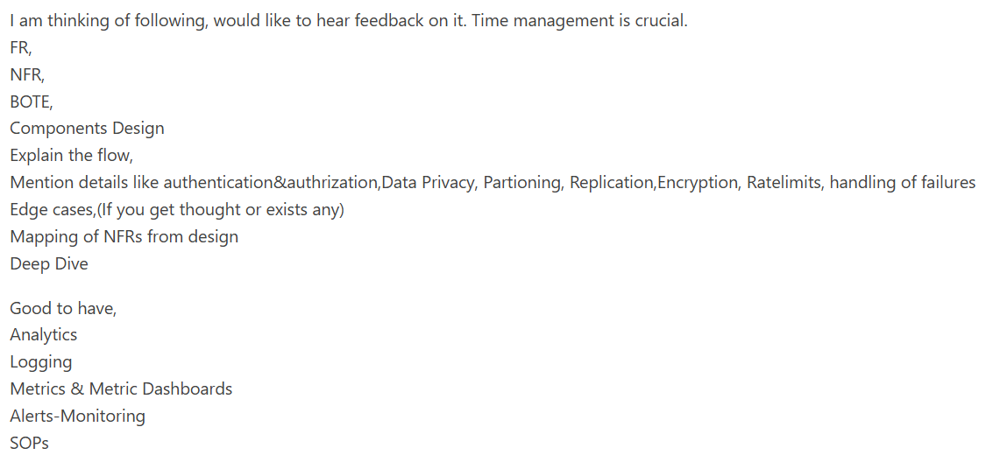 I am thinking of following, would like to hear feedback on it. Time management is crucial.
FR,
NFR,
BOTE,
Components Design
Explain the flow,
Mention details like authentication&authrization,Data Privacy, Partioning, Replication,Encryption, Ratelimits, handling of failures
Edge cases,(If you get thought or exists any)
Mapping of NFRs from design
Deep Dive
Good to have,
Analytics
Logging
Metrics & Metric Dashboards
Alerts-Monitoring
SOPs